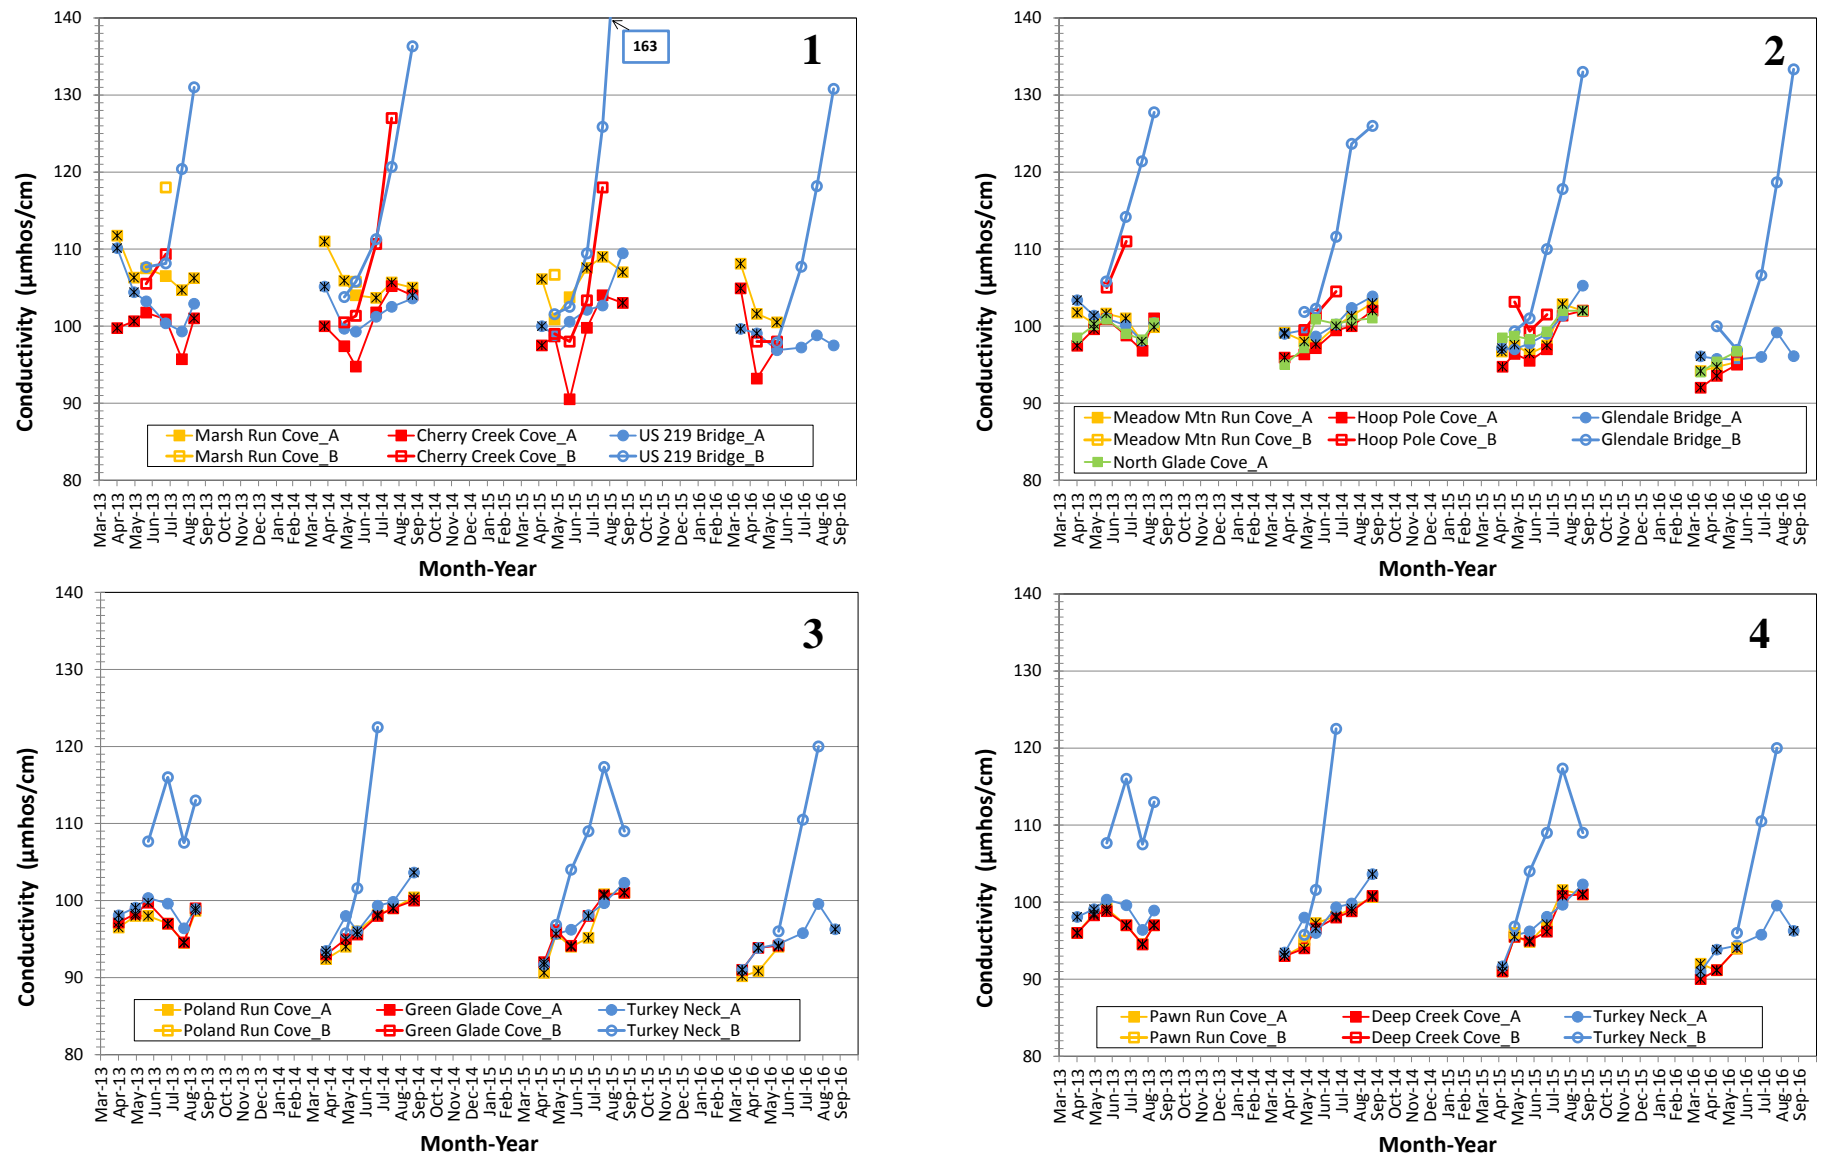 1
163
Conductivity (µmhos/cm)
140
130
120
110
100
90
80
Marsh Run Cove_A Cherry Creek Cove_A US 219 Bridge_A
Marsh Run Cove_B Cherry Creek Cove_B US 219 Bridge_B
Mar-13 Apr-13 May-13 Jun-13 Jul-13 Aug-13 Sep-13 Oct-13 Nov-13 Dec-13 Jan-14 Feb-14 Mar-14 Apr-14 May-14 Jun-14 Jul-14 Aug-14 Sep-14 Oct-14 Nov-14 Dec-14 Jan-15 Feb-15 Mar-15 Apr-15 May-15 Jun-15 Jul-15 Aug-15 Sep-15 Oct-15 Nov-15 Dec-15 Jan-16 Feb-16 Mar-16 Apr-16 May-16 Jun-16 Jul-16 Aug-16 Sep-16
Month-Year
2
Conductivity (µmhos/cm)
140
130
120
110
100
90
80
Meadow Mtn Run Cove_A Hoop Pole Cove_A Glendale Bridge_A
Meadow Mtn Run Cove_B Hoop Pole Cove_B Glendale Bridge_B
North Glade Cove_A
Mar-13 Apr-13 May-13 Jun-13 Jul-13 Aug-13 Sep-13 Oct-13 Nov-13 Dec-13 Jan-14 Feb-14 Mar-14 Apr-14 May-14 Jun-14 Jul-14 Aug-14 Sep-14 Oct-14 Nov-14 Dec-14 Jan-15 Feb-15 Mar-15 Apr-15 May-15 Jun-15 Jul-15 Aug-15 Sep-15 Oct-15 Nov-15 Dec-15 Jan-16 Feb-16 Mar-16 Apr-16 May-16 Jun-16 Jul-16 Aug-16 Sep-16
Month-Year
3
Conductivity (µmhos/cm)
140
130
120
110
100
90
80
Poland Run Cove_A Green Glade Cove_A Turkey Neck_A
Poland Run Cove_B Green Glade Cove_B Turkey Neck_B
Mar-13 Apr-13 May-13 Jun-13 Jul-13 Aug-13 Sep-13 Oct-13 Nov-13 Dec-13 Jan-14 Feb-14 Mar-14 Apr-14 May-14 Jun-14 Jul-14 Aug-14 Sep-14 Oct-14 Nov-14 Dec-14 Jan-15 Feb-15 Mar-15 Apr-15 May-15 Jun-15 Jul-15 Aug-15 Sep-15 Oct-15 Nov-15 Dec-15 Jan-16 Feb-16 Mar-16 Apr-16 May-16 Jun-16 Jul-16 Aug-16 Sep-16
Month-Year
4
Conductivity (µmhos/cm)
140
130
120
110
100
90
80
Pawn Run Cove_A Deep Creek Cove_A Turkey Neck_A
Pawn Run Cove_B Deep Creek Cove_B Turkey Neck_B
Mar-13 Apr-13 May-13 Jun-13 Jul-13 Aug-13 Sep-13 Oct-13 Nov-13 Dec-13 Jan-14 Feb-14 Mar-14 Apr-14 May-14 Jun-14 Jul-14 Aug-14 Sep-14 Oct-14 Nov-14 Dec-14 Jan-15 Feb-15 Mar-15 Apr-15 May-15 Jun-15 Jul-15 Aug-15 Sep-15 Oct-15 Nov-15 Dec-15 Jan-16 Feb-16 Mar-16 Apr-16 May-16 Jun-16 Jul-16 Aug-16 Sep-16
Month-Year